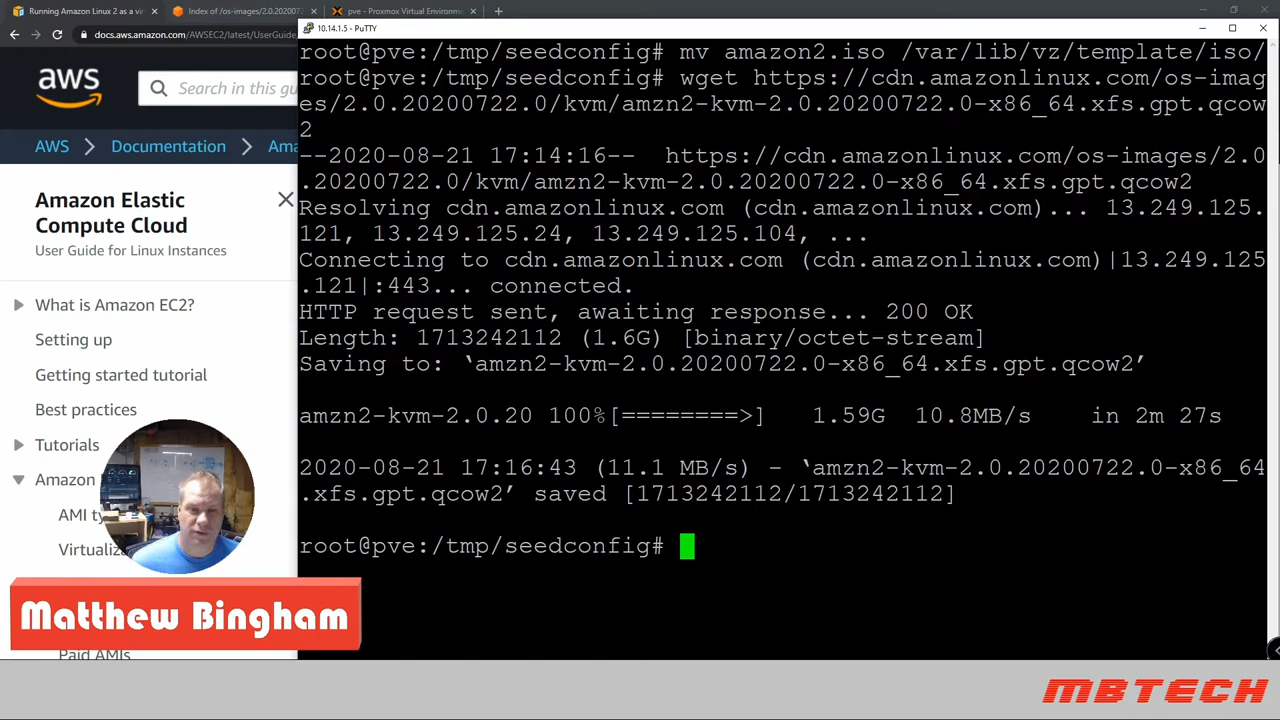 Running Amazon Linux 2 as a vi
Index of /os-images/2.0.2020072
pve - Proxmox Virtual Environm
docs.aws.amazon.com/AWSEC2/latest/UserGuide
aws
Search in this gu
AWS
Documentation
Ama
Amazon Elastic
Compute Cloud
User Guide for Linux Instances
What is Amazon EC2?
Setting up
Getting started tutorial
Best practices
Tutorials
Amazon
AMI ty
Virtualiza
Paid AMIs
10.14.1.5 - PuTTY
root@pve:/tmp/seedconfig# mv amazon2.iso /var/lib/vz/template/iso/
root@pve:/tmp/seedconfig# wget https://cdn.amazonlinux.com/os-imag
es/2.0.20200722.0/kvm/amzn2-kvm-2.0.20200722.0-x86_64.xfs.gpt.qcow
2
--2020-08-21 17:14:16--  https://cdn.amazonlinux.com/os-images/2.0
.20200722.0/kvm/amzn2-kvm-2.0.20200722.0-x86_64.xfs.gpt.qcow2
Resolving cdn.amazonlinux.com (cdn.amazonlinux.com)... 13.249.125.
121, 13.249.125.24, 13.249.125.104, ...
Connecting to cdn.amazonlinux.com (cdn.amazonlinux.com)|13.249.125
.121|:443... connected.
HTTP request sent, awaiting response... 200 OK
Length: 1713242112 (1.6G) [binary/octet-stream]
Saving to: ‘amzn2-kvm-2.0.20200722.0-x86_64.xfs.gpt.qcow2’
amzn2-kvm-2.0.20 100%[========>]   1.59G  10.8MB/s    in 2m 27s
2020-08-21 17:16:43 (11.1 MB/s) - ‘amzn2-kvm-2.0.20200722.0-x86_64
.xfs.gpt.qcow2’ saved [1713242112/1713242112]
root@pve:/tmp/seedconfig#
Matthew Bingham
MBTECH